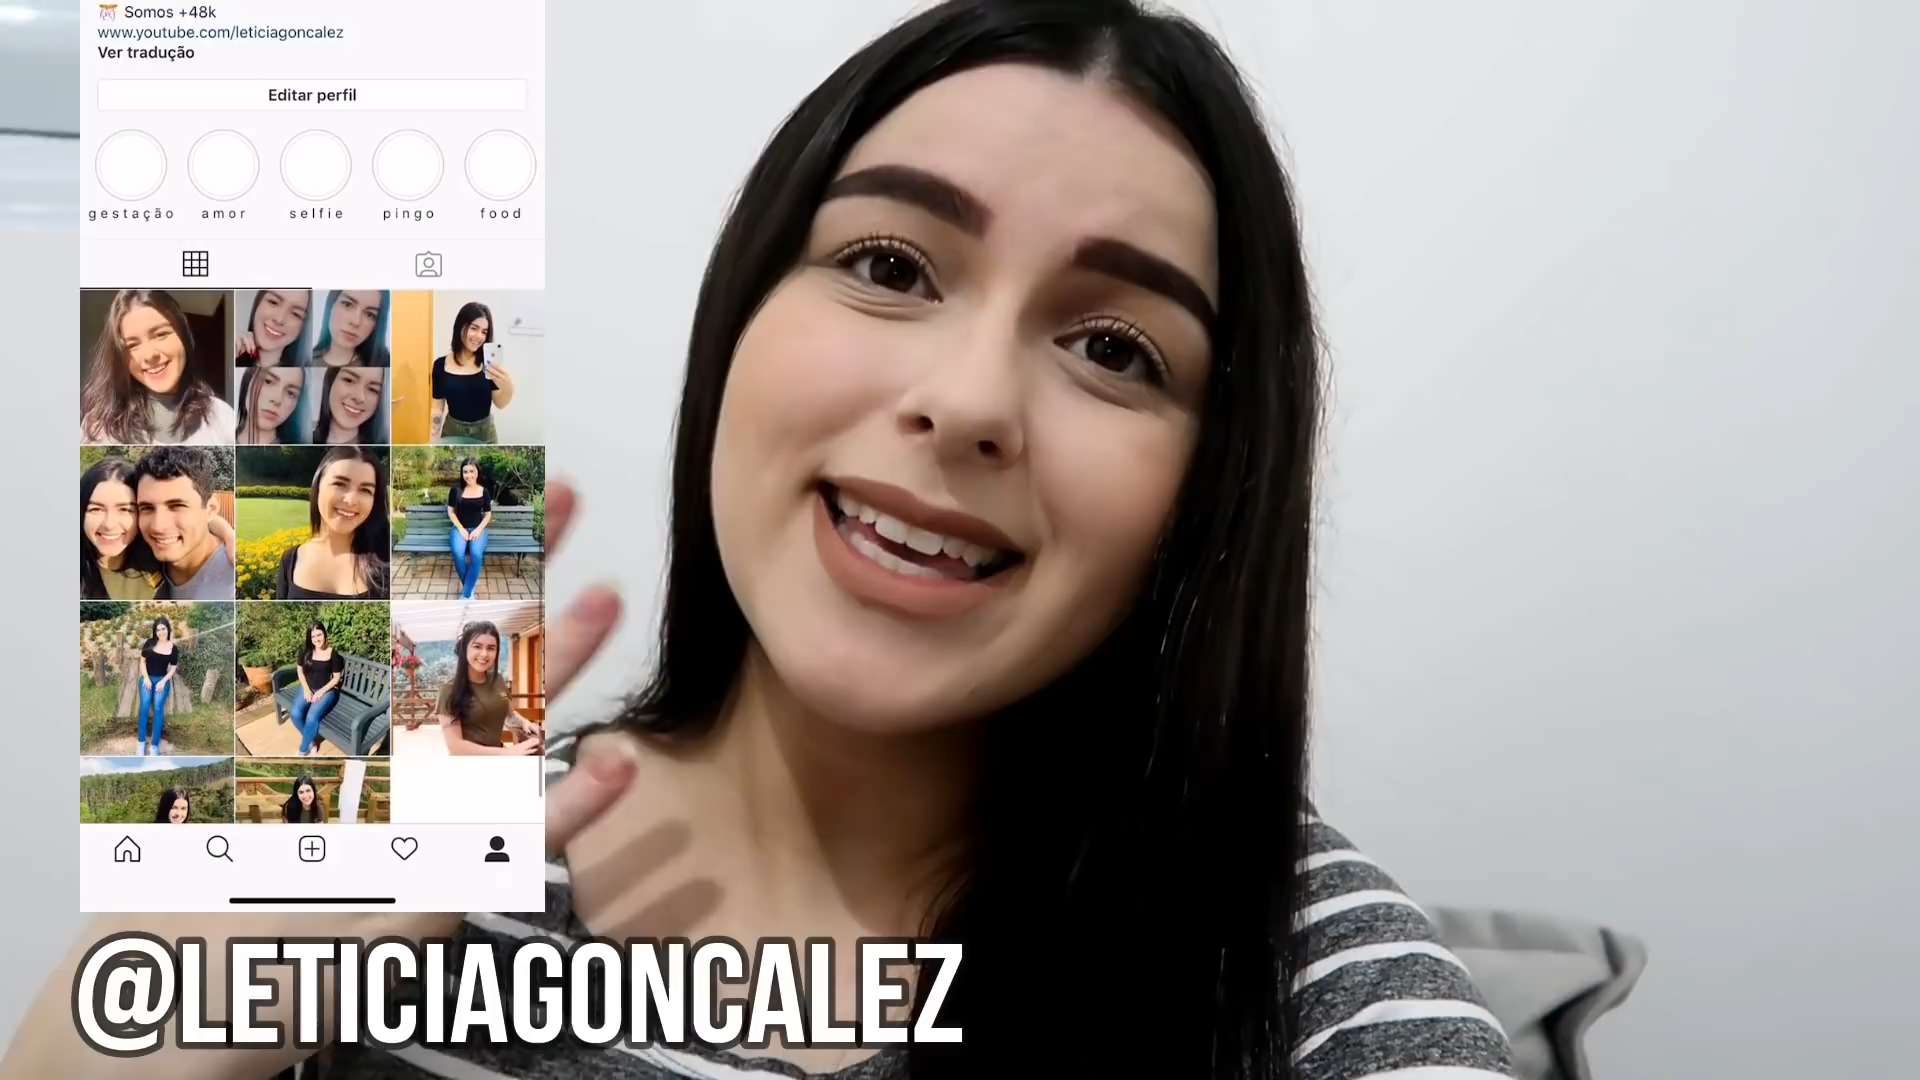 Somos +48k
www.youtube.com/leticiagoncalez
Ver tradução
Editar perfil
gestação amor selfie pingo food
@LETICIAGONCALEZ